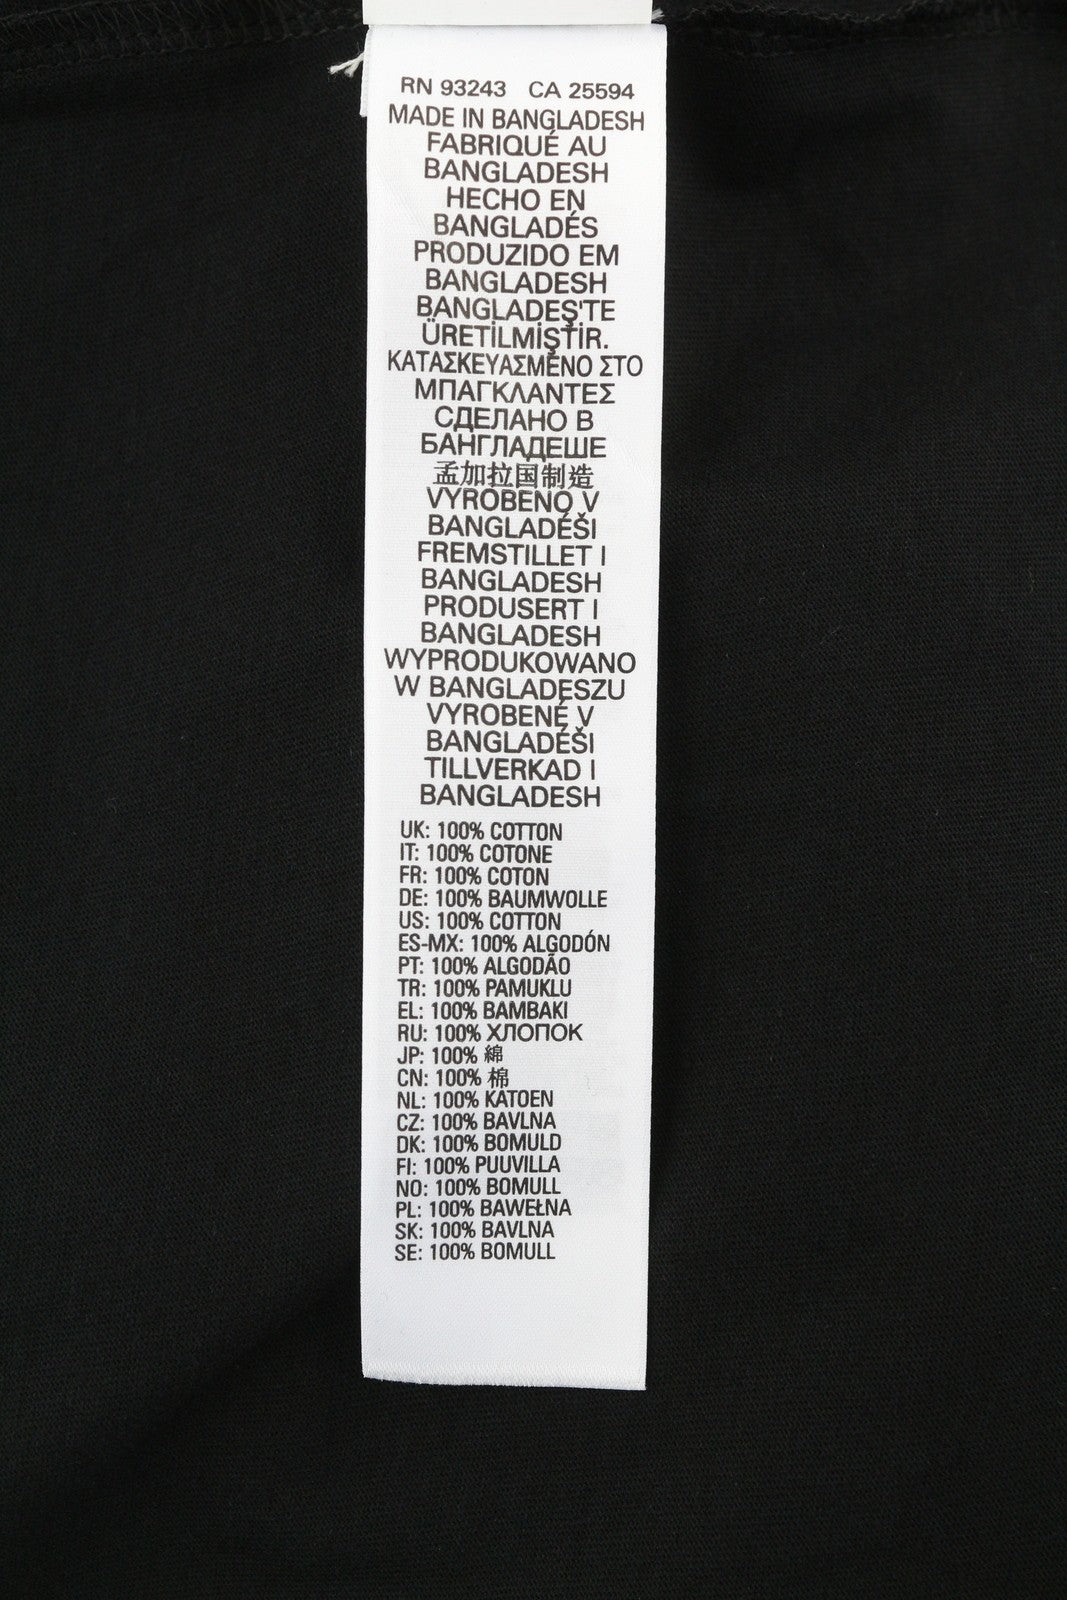 RN 93243 CA 25594
MADE IN BANGLADESH
FABRIQUÉ AU
BANGLADESH
HECHO EN
BANGLADÉS
PRODUZIDO EM
BANGLADESH
BANGLADEŞ'TE
ÜRETİLMİŞTİR.
ΚΑΤΑΣΚΕΥΑΣΜΕΝΟ ΣΤΟ
ΜΠΑΓΚΛΑΝΤΕΣ
СДЕЛАНО В
БАНГЛАДЕШЕ
孟加拉国制造
VYROBENO V
BANGLADÉŠI
FREMSTILLET I
BANGLADESH
PRODUSERT I
BANGLADESH
WYPRODUKOWANO
W BANGLADESZU
VYROBENÉ V
BANGLADÉŠI
TILLVERKAD I
BANGLADESH
UK: 100% COTTON
IT: 100% COTONE
FR: 100% COTON
DE: 100% BAUMWOLLE
US: 100% COTTON
ES-MX: 100% ALGODÓN
PT: 100% ALGODÃO
TR: 100% PAMUKLU
EL: 100% ΒΑΜΒΑΚΙ
RU: 100% ХЛОПОК
JP: 100% 綿
CN: 100% 棉
NL: 100% KATOEN
CZ: 100% BAVLNA
DK: 100% BOMULD
FI: 100% PUUVILLA
NO: 100% BOMULL
PL: 100% BAWEŁNA
SK: 100% BAVLNA
SE: 100% BOMULL